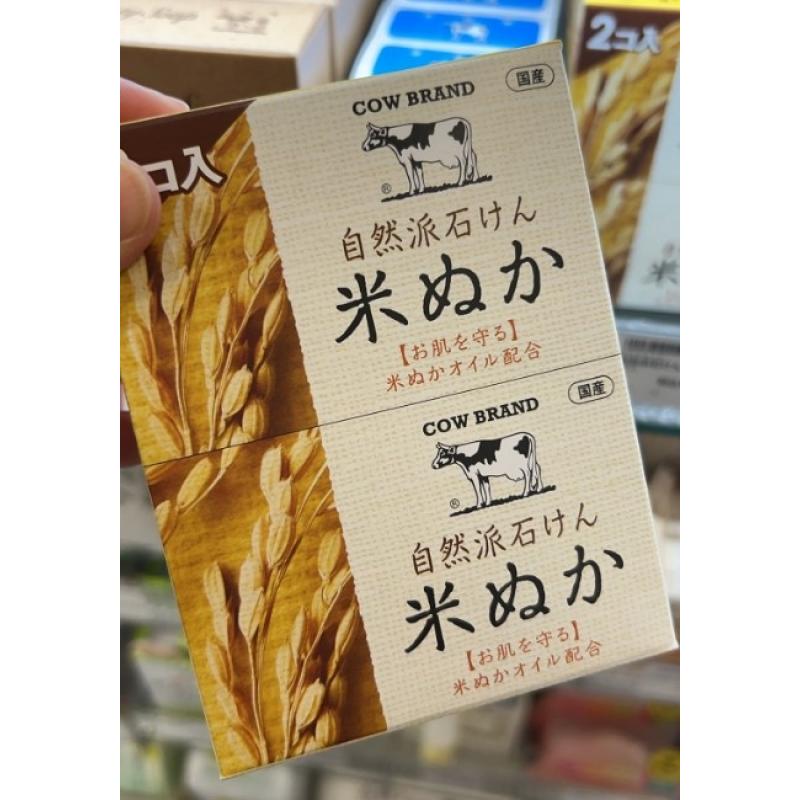 COW BRAND
国産
コ入
自然派石けん
米ぬか
【お肌を守る】
米ぬかオイル配合
COW BRAND
国産
自然派石けん
米ぬか
【お肌を守る】
米ぬかオイル配合
2コ入
米